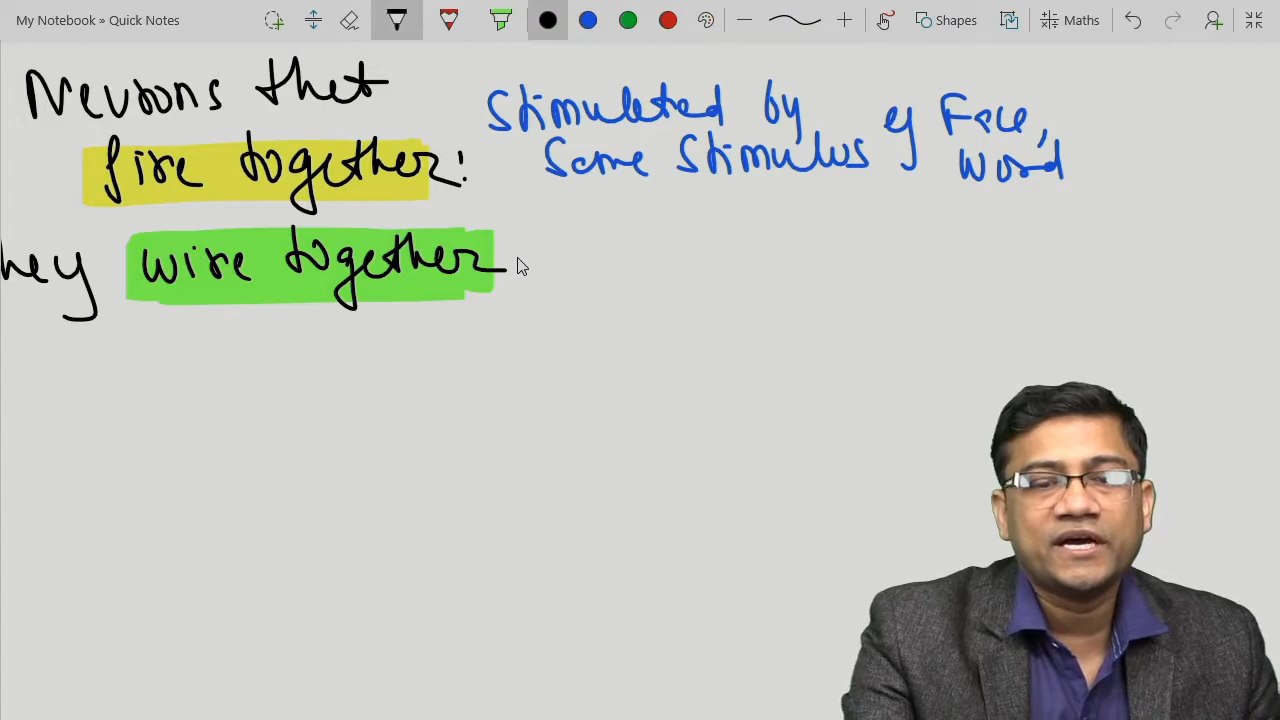 My Notebook » Quick Notes
Shapes
Maths
Neurons that
fire together:
hey wire together
Stimulated by
Same Stimulus
eg Face,
Word